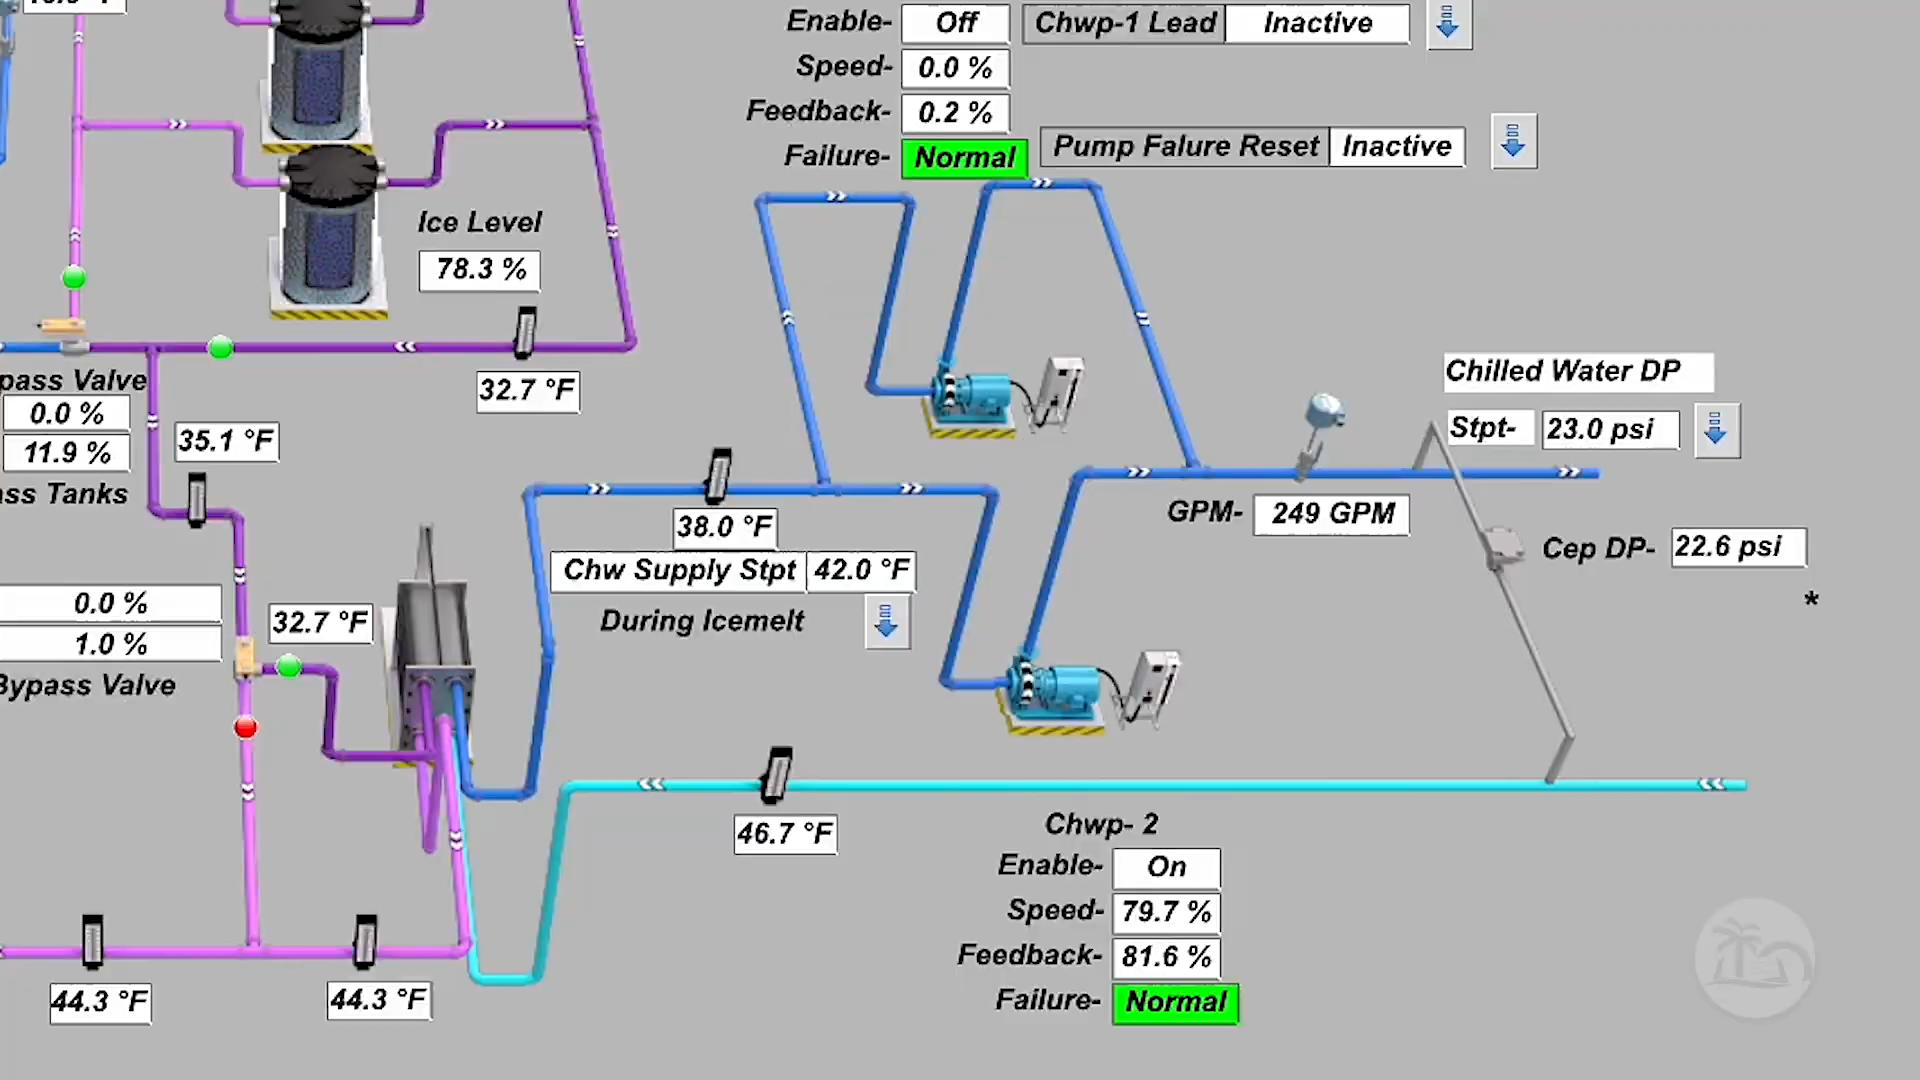 Enable- Off Chwp-1 Lead Inactive
Speed- 0.0 %
Feedback- 0.2 %
Failure- Normal Pump Falure Reset Inactive
Ice Level
78.3 %
32.7 °F
pass Valve
0.0 %
11.9 %
ss Tanks
35.1 °F
Chilled Water DP
Stpt- 23.0 psi
GPM- 249 GPM
Cep DP- 22.6 psi
*
38.0 °F
Chw Supply Stpt 42.0 °F
During Icemelt
0.0 %
1.0 %
Bypass Valve
32.7 °F
46.7 °F
Chwp- 2
Enable- On
Speed- 79.7 %
Feedback- 81.6 %
Failure- Normal
44.3 °F
44.3 °F